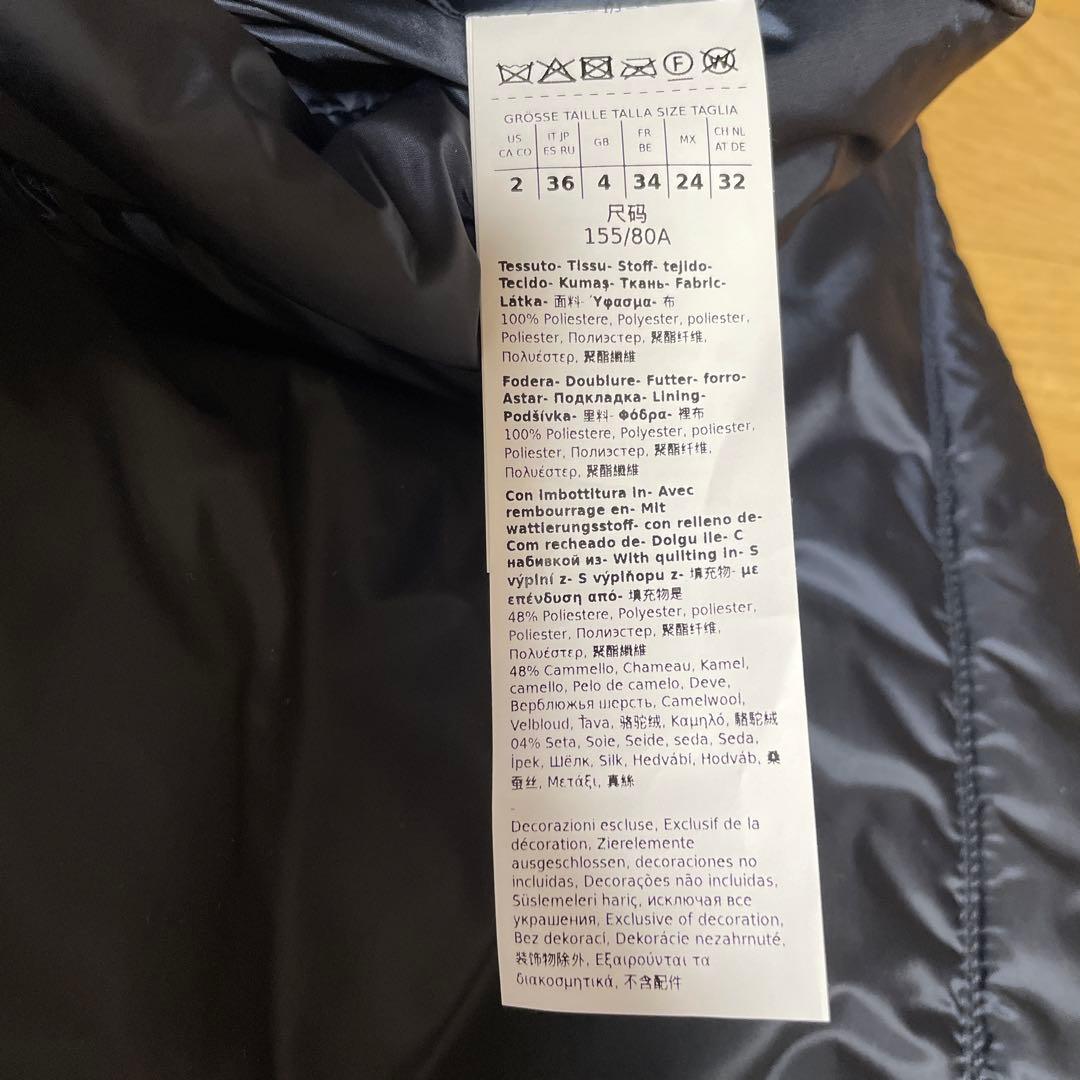 F W
GRÖSSE TAILLE TALLA SIZE TAGLIA
US CA CO IT JP ES RU GB FR BE MX CH NL AT DE
2 36 4 34 24 32
尺码
155/80A
Tessuto- Tissu- Stoff- tejido-
Tecido- Kumaş- Ткань- Fabric-
Látka- 面料- Ύφασμα- 布
100% Poliestere, Polyester, poliester,
Poliester, Полиэстер, 聚酯纤维,
Πολυέστερ, 聚酯纖維
Fodera- Doublure- Futter- forro-
Astar- Подкладка- Lining-
Podšívka- 里料- Φόδρα- 裡布
100% Poliestere, Polyester, poliester,
Poliester, Полиэстер, 聚酯纤维,
Πολυέστερ, 聚酯纖維
Con imbottitura in- Avec
rembourrage en- Mit
wattierungsstoff- con relleno de-
Com recheado de- Dolgu ile- С
набивкой из- With quilting in- S
výplní z- S výplňopu z- 填充物- με
επένδυση από- 填充物是
48% Poliestere, Polyester, poliester,
Poliester, Полиэстер, 聚酯纤维,
Πολυέστερ, 聚酯纖維
48% Cammello, Chameau, Kamel,
camello, Pelo de camelo, Deve,
Верблюжья шерсть, Camelwool,
Velbloud, Ťava, 骆驼绒, Καμηλό, 駱駝絨
04% Seta, Soie, Seide, seda, Seda,
İpek, Шёлк, Silk, Hedvábí, Hodváb, 桑
蚕丝, Μετάξι, 真絲
-
Decorazioni escluse, Exclusif de la
décoration, Zierelemente
ausgeschlossen, decoraciones no
incluidas, Decorações não incluidas,
Süslemeleri hariç, исключая все
украшения, Exclusive of decoration,
Bez dekorací, Dekorácie nezahrnuté,
装饰物除外, Εξαιρούνται τα
διακοσμητικά, 不含配件